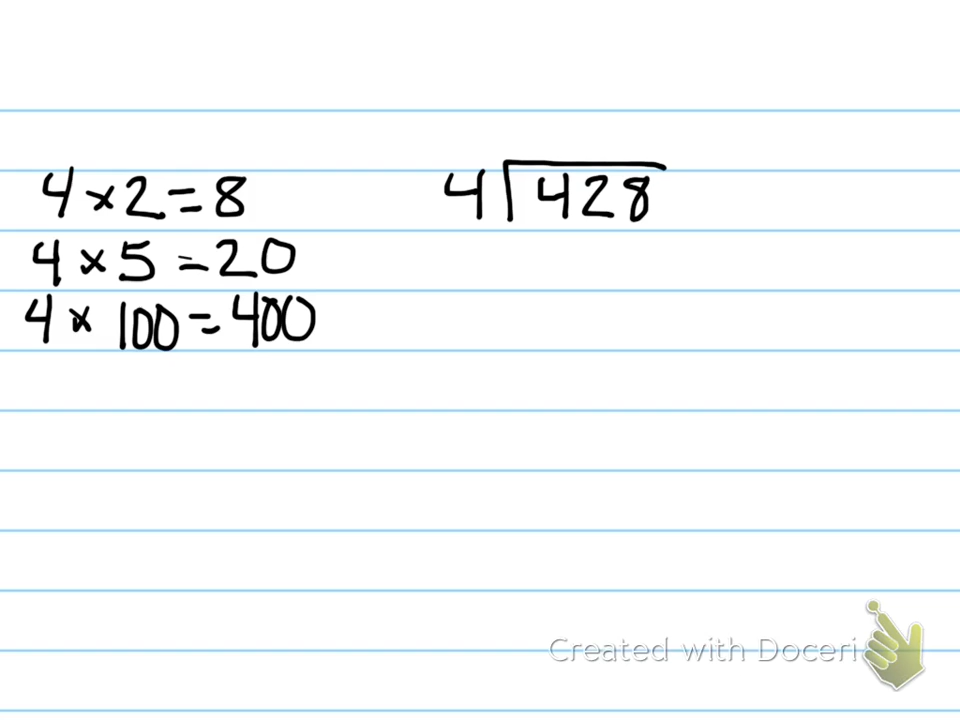 4 × 2 = 8
4 × 5 = 20
4 × 100 = 400
4⟌428
Created with Doceri